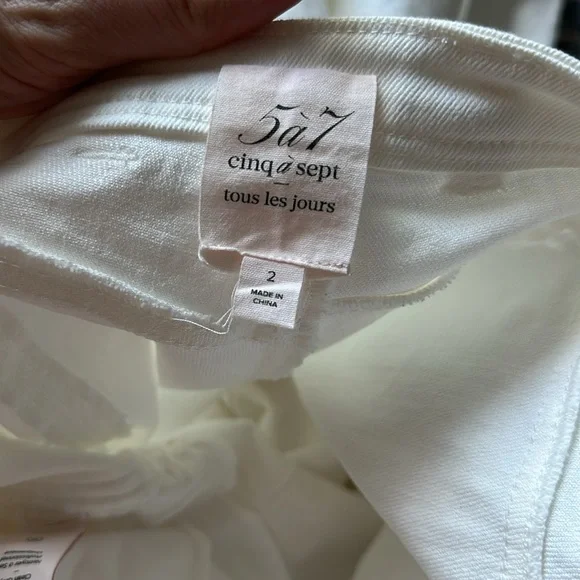 5à7
cinq à sept
tous les jours
2
MADE IN
CHINA